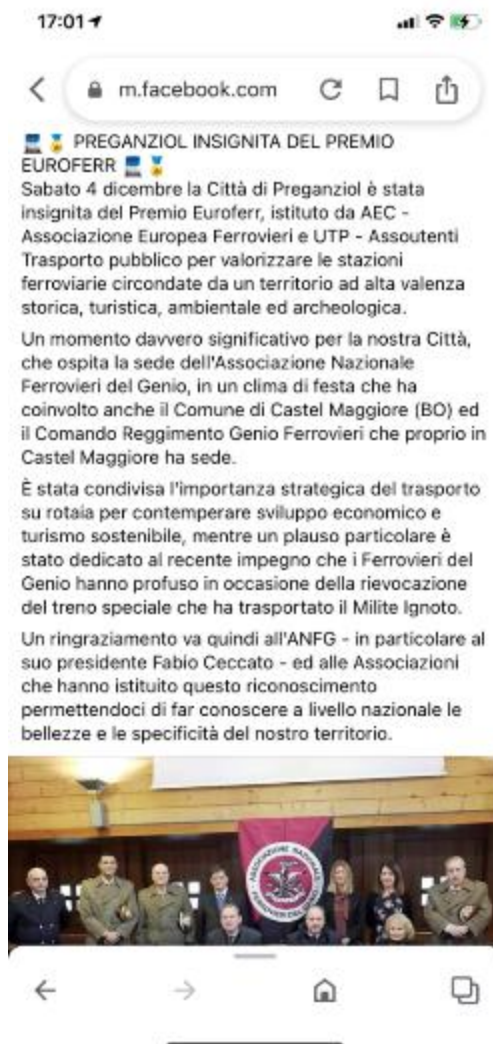 17:01
m.facebook.com
PREGANZIOL INSIGNITA DEL PREMIO
EUROFERR
Sabato 4 dicembre la Città di Preganziol è stata
insignita del Premio Euroferr, istituto da AEC -
Associazione Europea Ferrovieri e UTP - Assoutenti
Trasporto pubblico per valorizzare le stazioni
ferroviarie circondate da un territorio ad alta valenza
storica, turistica, ambientale ed archeologica.
Un momento davvero significativo per la nostra Città,
che ospita la sede dell'Associazione Nazionale
Ferrovieri del Genio, in un clima di festa che ha
coinvolto anche il Comune di Castel Maggiore (BO) ed
il Comando Reggimento Genio Ferrovieri che proprio in
Castel Maggiore ha sede.
È stata condivisa l'importanza strategica del trasporto
su rotaia per contemperare sviluppo economico e
turismo sostenibile, mentre un plauso particolare è
stato dedicato al recente impegno che i Ferrovieri del
Genio hanno profuso in occasione della rievocazione
del treno speciale che ha trasportato il Milite Ignoto.
Un ringraziamento va quindi all'ANFG - in particolare al
suo presidente Fabio Ceccato - ed alle Associazioni
che hanno istituito questo riconoscimento
permettendoci di far conoscere a livello nazionale le
bellezze e le specificità del nostro territorio.
ASSOCIAZIONE NAZIONALE
FERROVIERI DEL GENIO